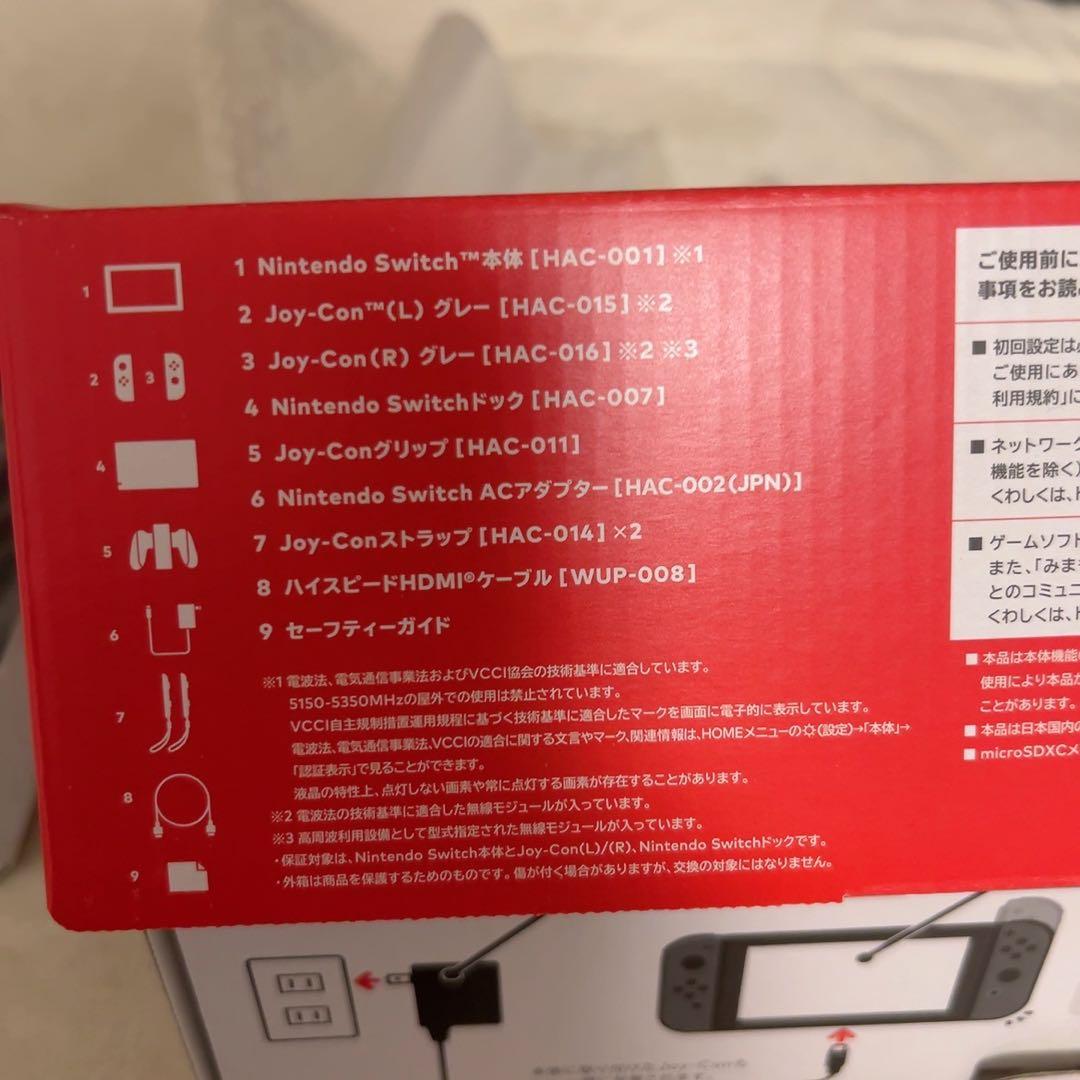 1 Nintendo Switch™本体[HAC-001]※1
2 Joy-Con™(L) グレー[HAC-015]※2
3 Joy-Con(R) グレー[HAC-016]※2 ※3
4 Nintendo Switchドック[HAC-007]
5 Joy-Conグリップ[HAC-011]
6 Nintendo Switch ACアダプター[HAC-002(JPN)]
7 Joy-Conストラップ[HAC-014]×2
8 ハイスピードHDMI®ケーブル[WUP-008]
9 セーフティーガイド
1
2 3
4
5
6
7
8
9
※1 電波法、電気通信事業法およびVCCI協会の技術基準に適合しています。
5150-5350MHzの屋外での使用は禁止されています。
VCCI自主規制措置運用規程に基づく技術基準に適合したマークを画面に電子的に表示しています。
電波法、電気通信事業法、VCCIの適合に関する文言やマーク、関連情報は、HOMEメニューの(設定)→「本体」→
「認証表示」で見ることができます。
液晶の特性上、点灯しない画素や常に点灯する画素が存在することがあります。
※2 電波法の技術基準に適合した無線モジュールが入っています。
※3 高周波利用設備として型式指定された無線モジュールが入っています。
・保証対象は、Nintendo Switch本体とJoy-Con(L)/(R)、Nintendo Switchドックです。
・外箱は商品を保護するためのものです。傷が付く場合がありますが、交換の対象にはなりません。
ご使用前に
事項をお読
■ 初回設定は
ご使用にあ
利用規約」に
■ ネットワーク
機能を除く)
くわしくは、
■ ゲームソフト
また、「みま
とのコミュニ
くわしくは、
■ 本品は本体機能
使用により本品が
ことがあります。
■ 本品は日本国内
■ microSDXCメ